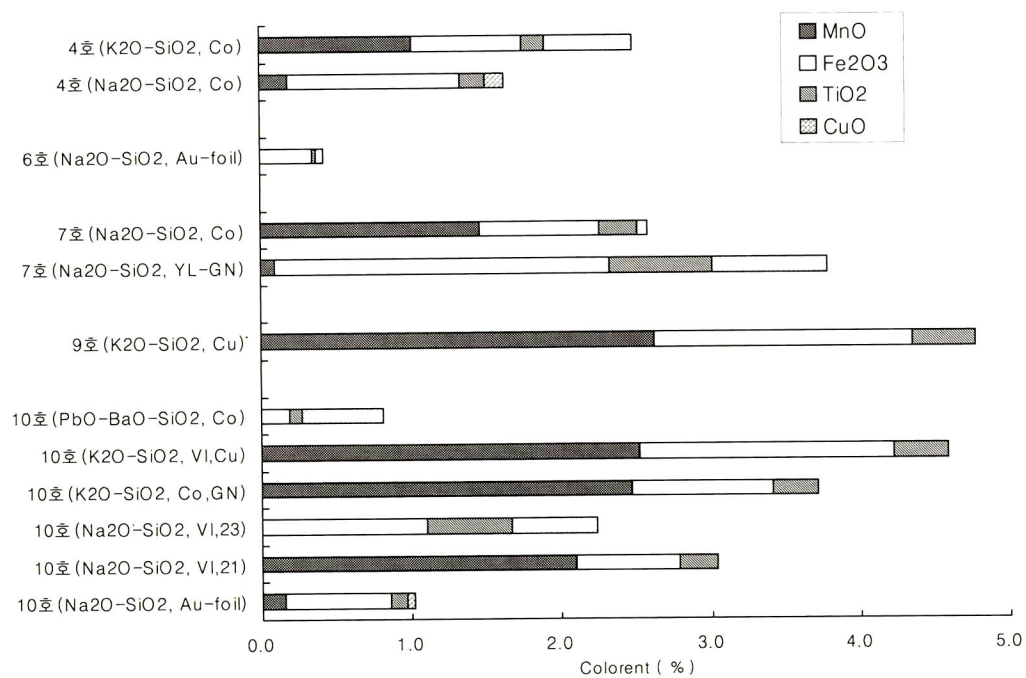 MnO
Fe2O3
TiO2
CuO
4호(K2O-SiO2, Co)
4호(Na2O-SiO2, Co)
6호(Na2O-SiO2, Au-foil)
7호(Na2O-SiO2, Co)
7호(Na2O-SiO2, YL-GN)
9호(K2O-SiO2, Cu)
10호(PbO-BaO-SiO2, Co)
10호(K2O-SiO2, VI,Cu)
10호(K2O-SiO2, Co,GN)
10호(Na2O-SiO2, VI,23)
10호(Na2O-SiO2, VI,21)
10호(Na2O-SiO2, Au-foil)
0.0 1.0 2.0 3.0 4.0 5.0
Colorent ( % )